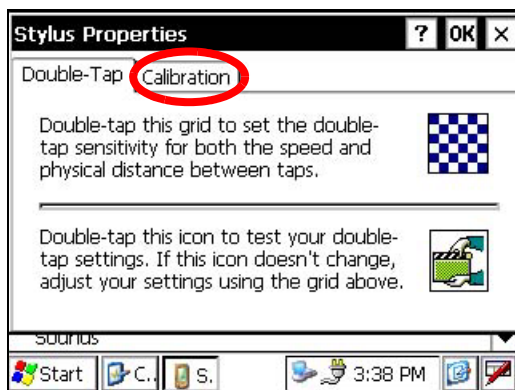 Stylus Properties ? OK ×
Double-Tap Calibration
Double-tap this grid to set the double-
tap sensitivity for both the speed and
physical distance between taps.
Double-tap this icon to test your double-
tap settings. If this icon doesn't change,
adjust your settings using the grid above.
Sounds
Start C.. S. 3:38 PM